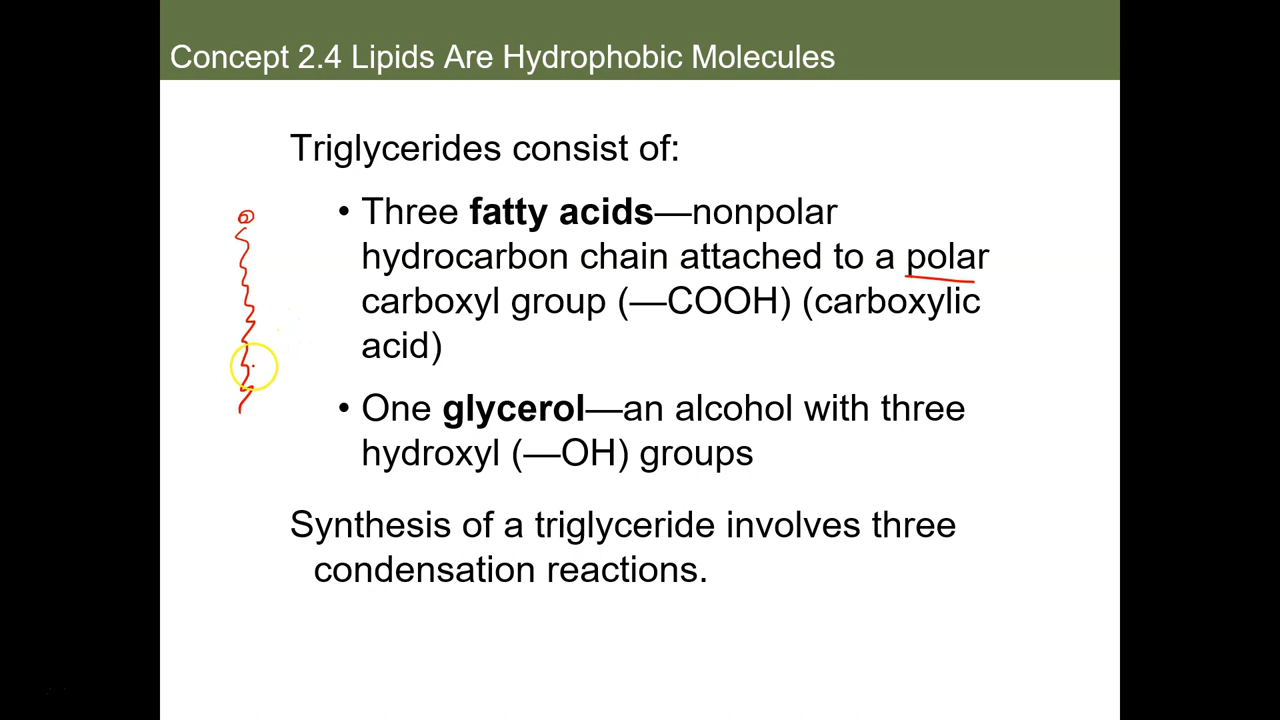 Concept 2.4 Lipids Are Hydrophobic Molecules
Triglycerides consist of:
• Three fatty acids—nonpolar
hydrocarbon chain attached to a polar
carboxyl group (—COOH) (carboxylic
acid)
• One glycerol—an alcohol with three
hydroxyl (—OH) groups
Synthesis of a triglyceride involves three
condensation reactions.